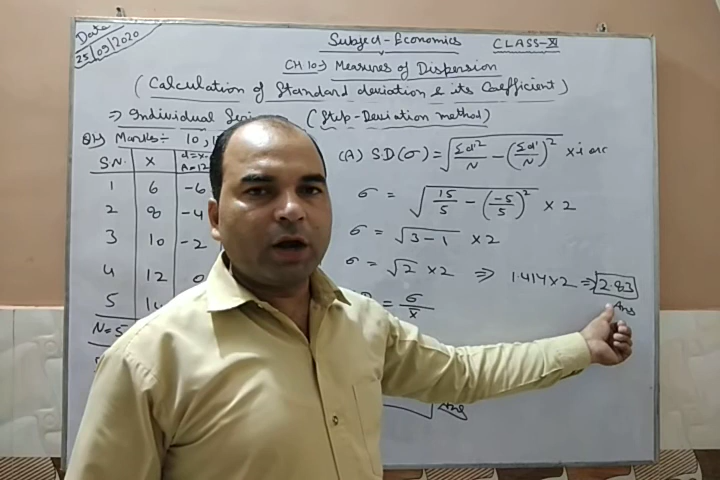 Date
25/09/2020
Subject-Economics CLASS-XI
CH 10-) Measures of Dispersion
(Calculation of Standard deviation & its Coefficient)
⇒ Individual (Step-Deviation method)
Marks:- 10,
S.N. X A=12
1 6 -6
2 8 -4
3 10 -2
4 12 0
5
N=5
(A) SD(σ) = √(Σd'²/N - (Σd'/N)²) × i or c
σ = √(15/5 - (-5/5)²) × 2
σ = √(3-1) × 2
σ = √2 × 2 ⇒ 1.414×2 ⇒ 2.83
Ans
= σ/X
Ans